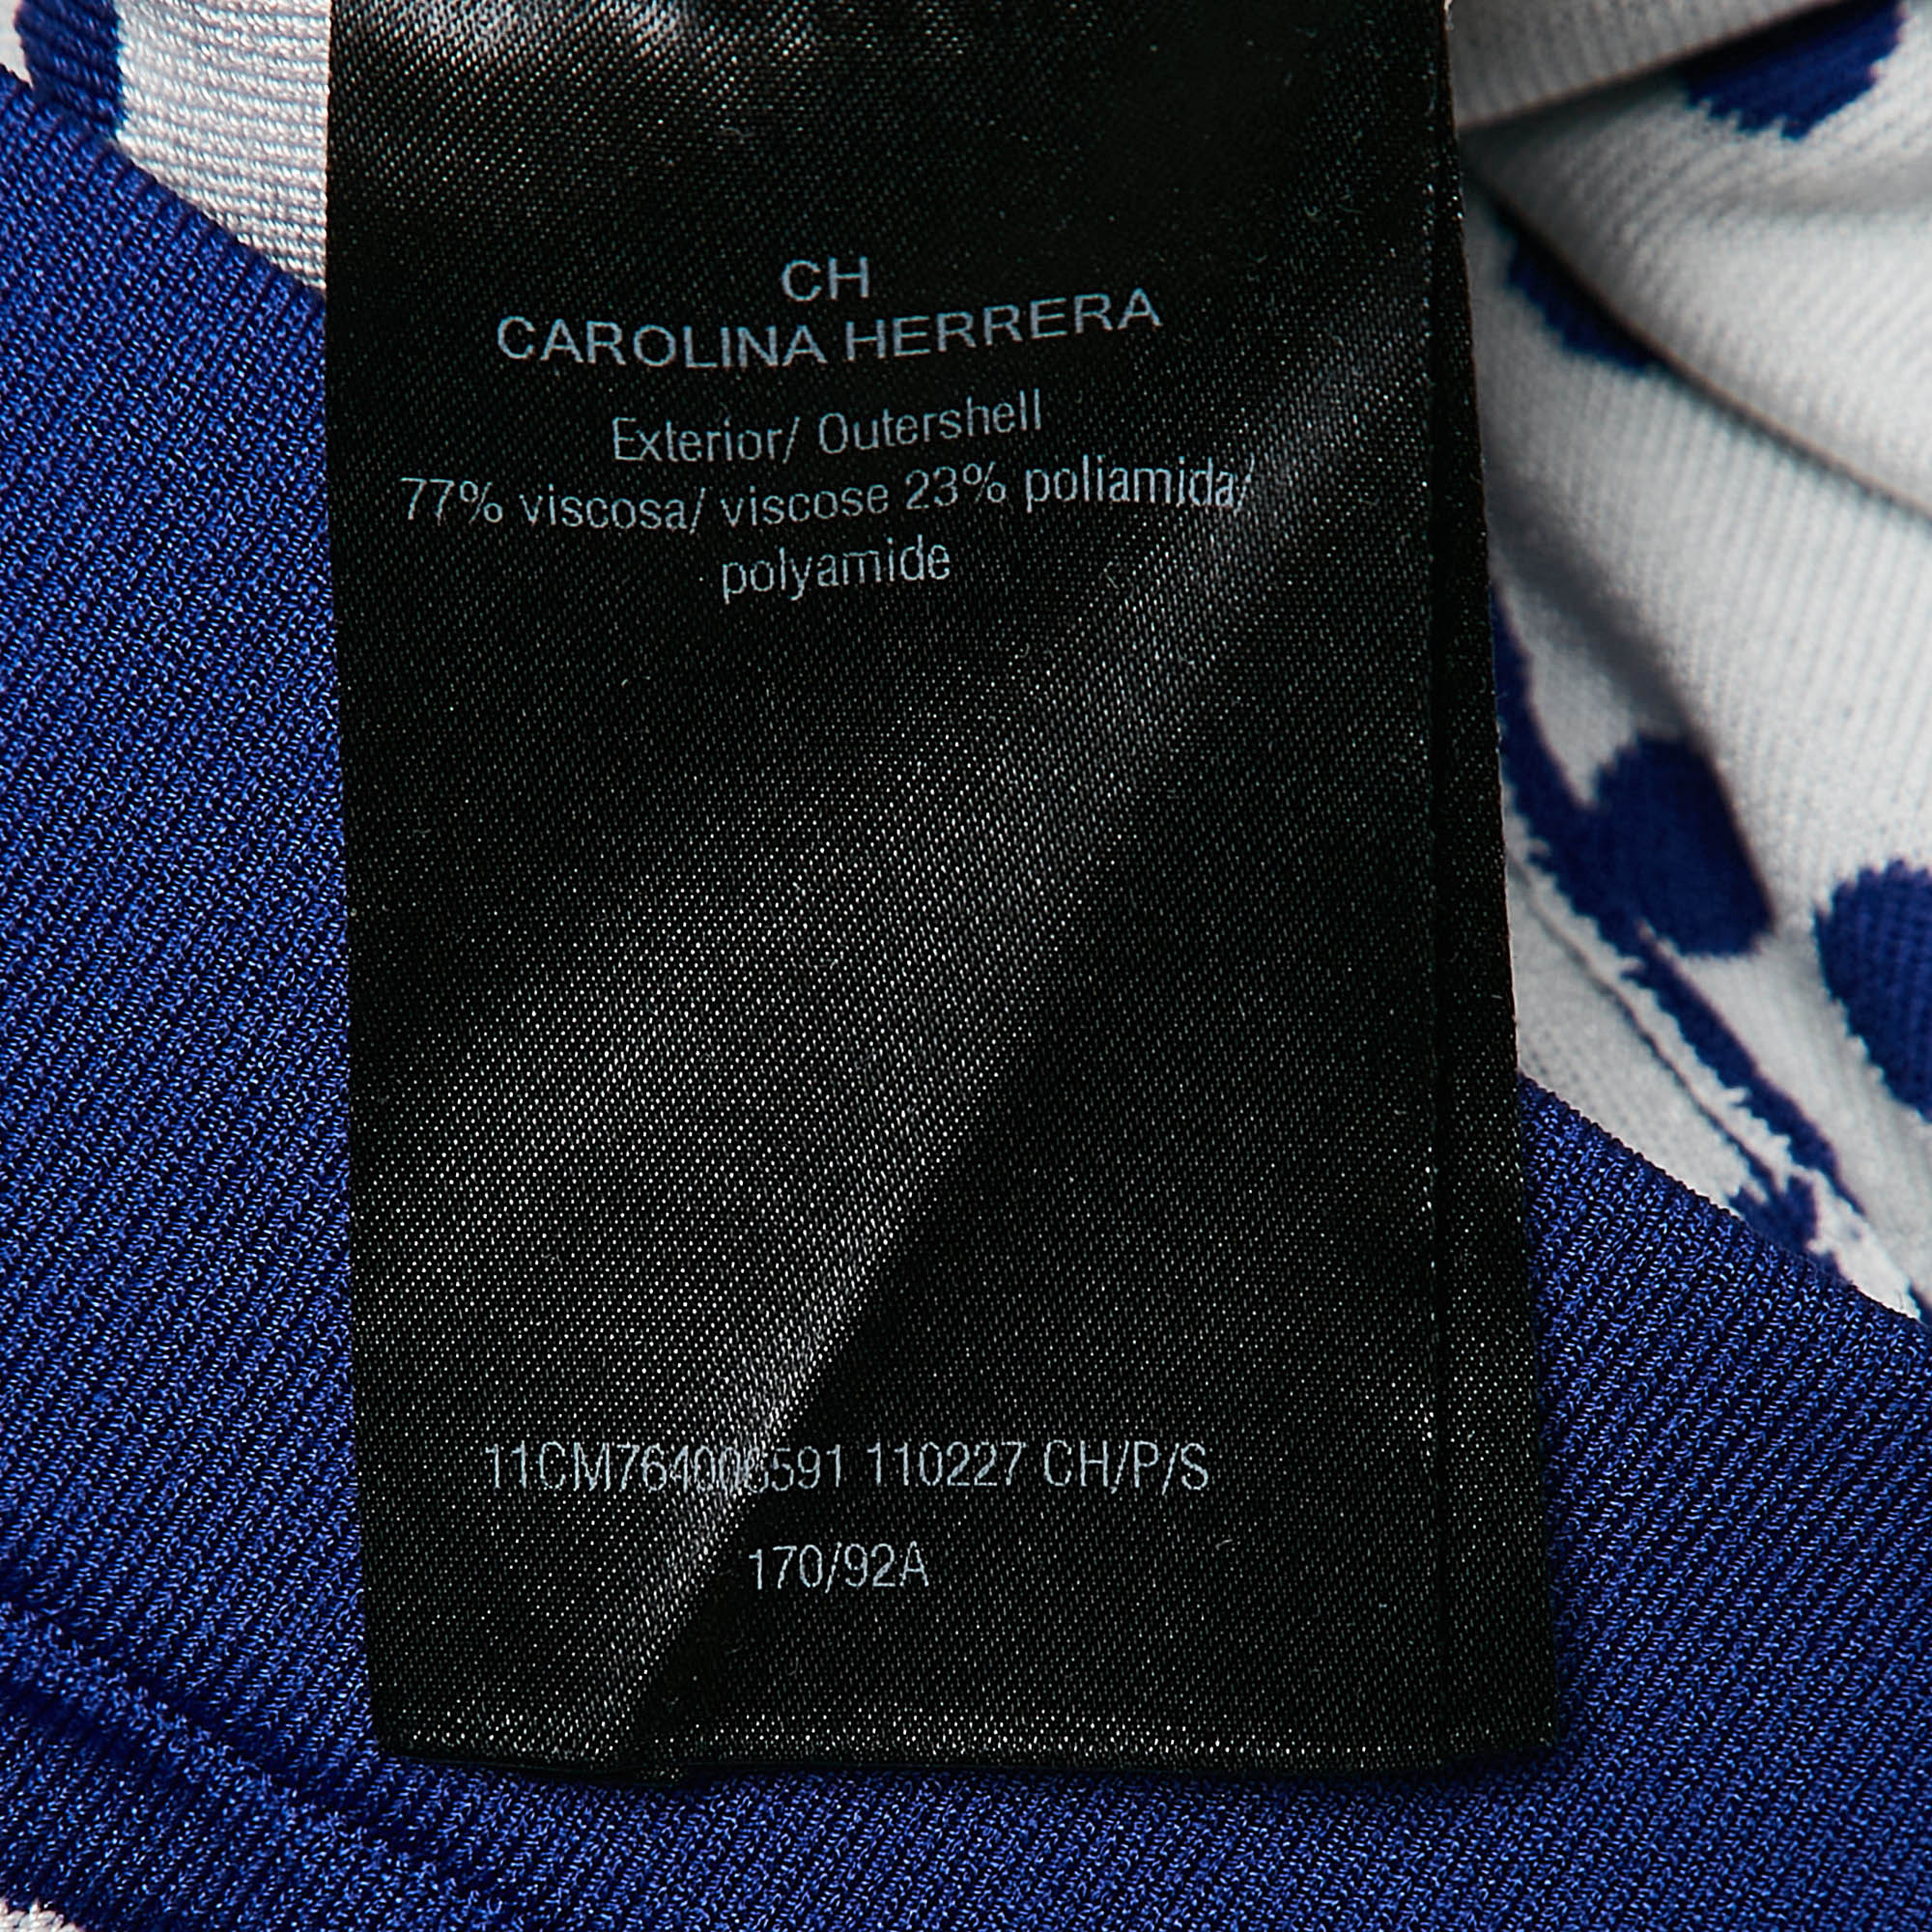 CH
CAROLINA HERRERA
Exterior/ Outershell
77% viscosa/ viscose 23% poliamida/
polyamide
11CM764006591 110227 CH/P/S
170/92A